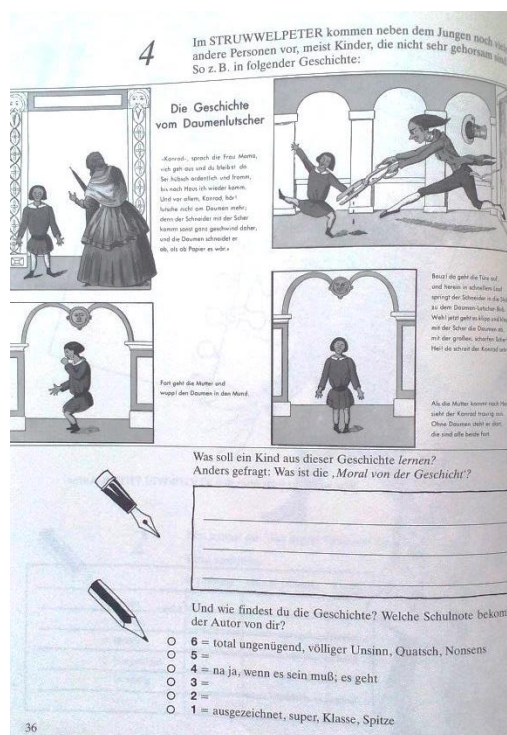 4
Im STRUWWELPETER kommen neben dem Jungen noch viele
andere Personen vor, meist Kinder, die nicht sehr gehorsam sind.
So z. B. in folgender Geschichte:
Die Geschichte
vom Daumenlutscher
»Konrad«, sprach die Frau Mama,
»ich geh aus und du bleibst da.
Sei hübsch ordentlich und fromm,
bis nach Haus ich wieder komm.
Und vor allem, Konrad, hör!
lutsche nicht am Daumen mehr;
denn der Schneider mit der Scher
kommt sonst ganz geschwind daher,
und die Daumen schneidet er
ab, als ob Papier es wär.«
Fort geht die Mutter und
wupp! den Daumen in den Mund.
Bauz! da geht die Türe auf,
und herein in schnellem Lauf
springt der Schneider in die
zu dem Daumen-Lutscher-Bub.
Weh! jetzt geht es klipp und
mit der Scher die Daumen ab,
mit der großen, scharfen Scher!
Hei! da schreit der Konrad
Als die Mutter kommt nach
sieht der Konrad traurig aus.
Ohne Daumen steht er dort,
die sind alle beide fort.
Was soll ein Kind aus dieser Geschichte lernen?
Anders gefragt: Was ist die ‚Moral von der Geschicht'?
Und wie findest du die Geschichte? Welche Schulnote bekom
der Autor von dir?
6 = total ungenügend, völliger Unsinn, Quatsch, Nonsens
5 =
4 = na ja, wenn es sein muß; es geht
3 =
2 =
1 = ausgezeichnet, super, Klasse, Spitze
36